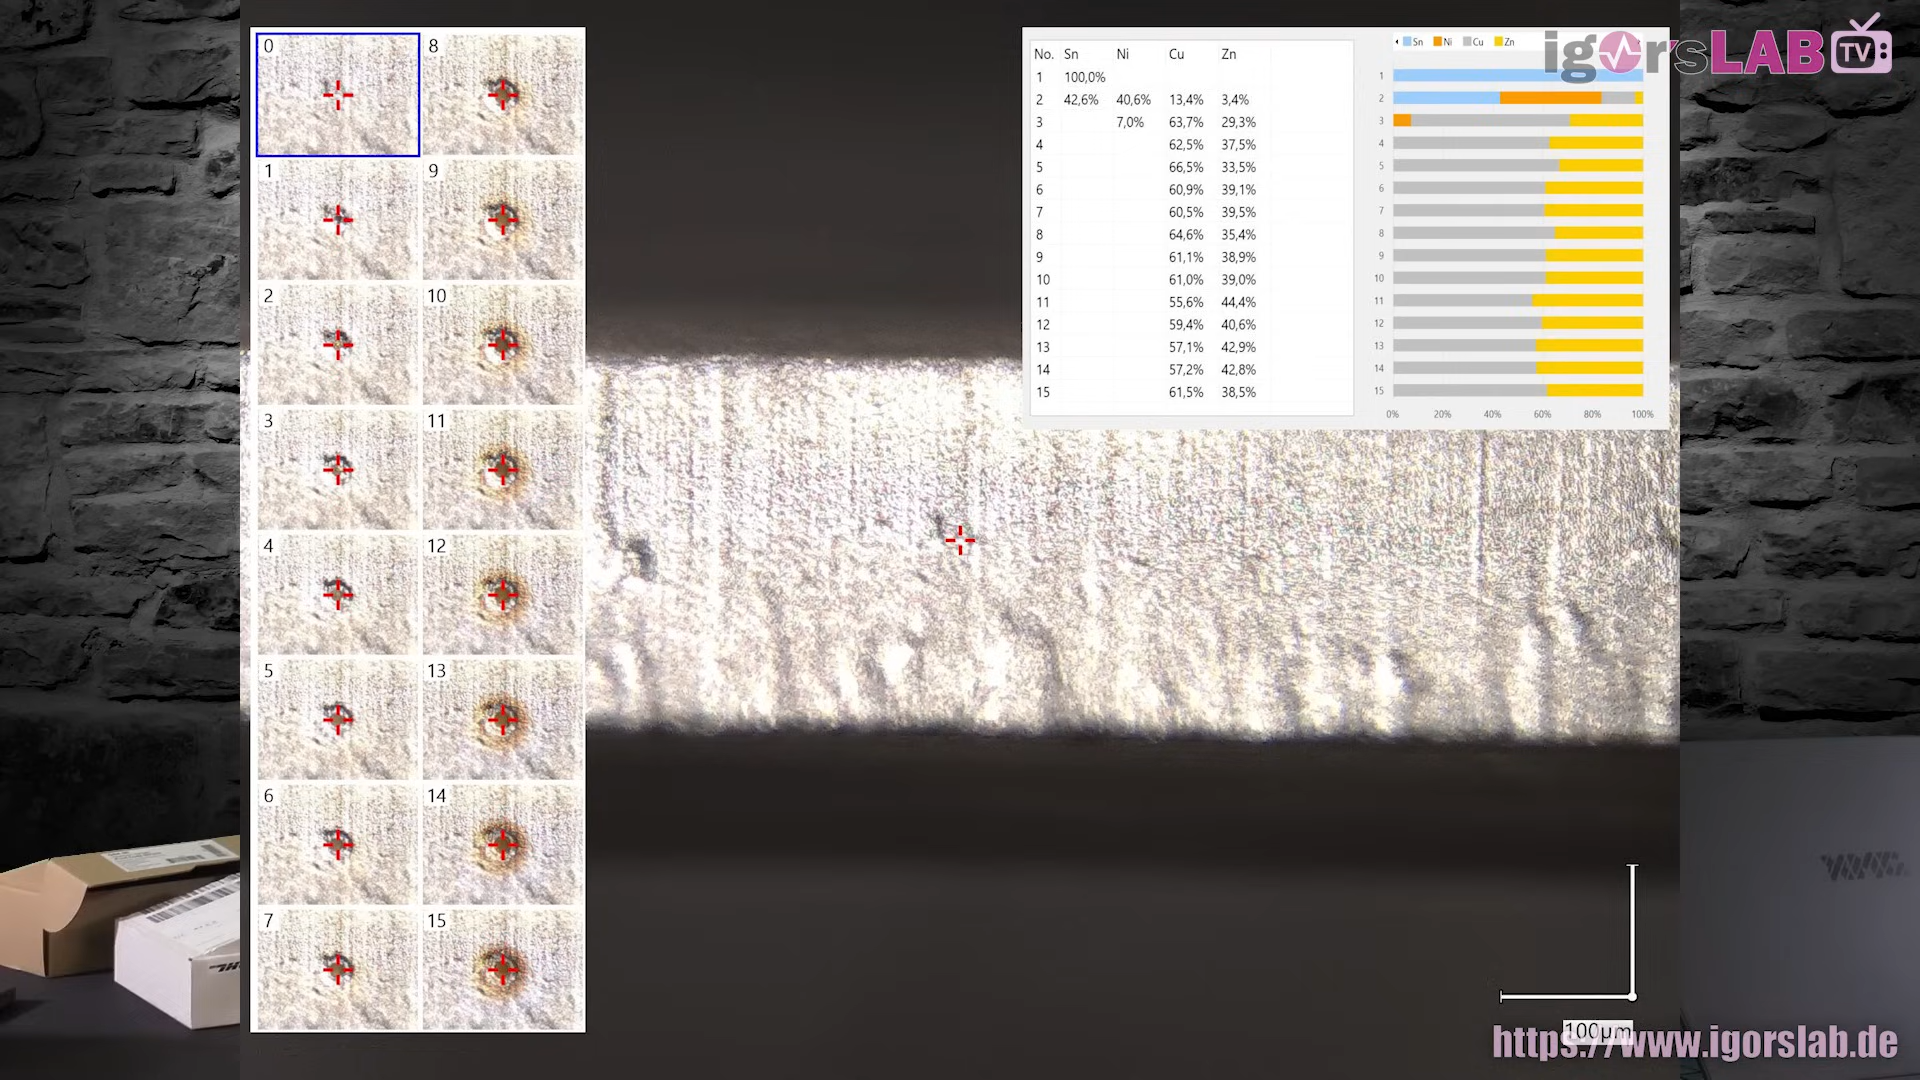 0 8
1 9
2 10
3 11
4 12
5 13
6 14
7 15
No. Sn Ni Cu Zn
1 100,0%
2 42,6% 40,6% 13,4% 3,4%
3 7,0% 63,7% 29,3%
4 62,5% 37,5%
5 66,5% 33,5%
6 60,9% 39,1%
7 60,5% 39,5%
8 64,6% 35,4%
9 61,1% 38,9%
10 61,0% 39,0%
11 55,6% 44,4%
12 59,4% 40,6%
13 57,1% 42,9%
14 57,2% 42,8%
15 61,5% 38,5%
Sn Ni Cu Zn
1
2
3
4
5
6
7
8
9
10
11
12
13
14
15
0% 20% 40% 60% 80% 100%
igor'sLAB TV
100µm
https://www.igorslab.de